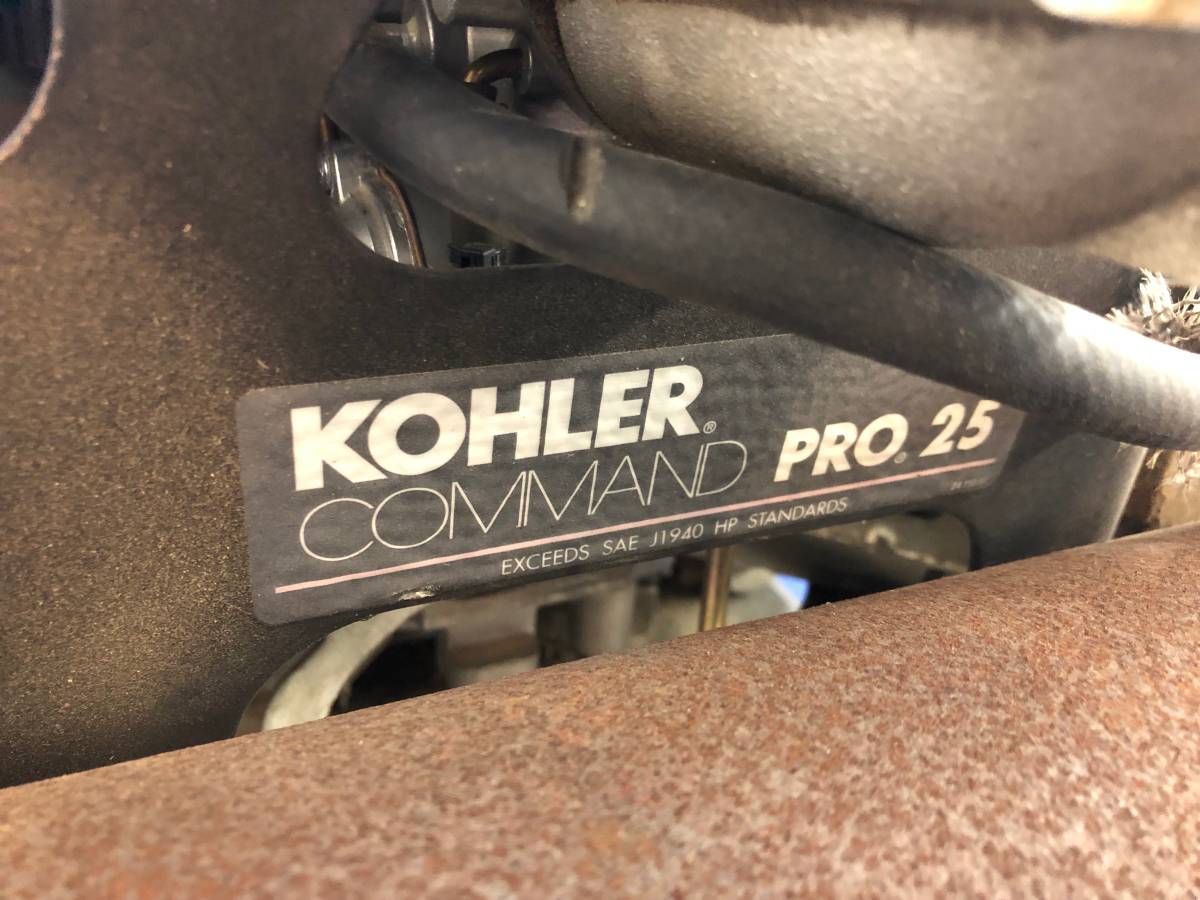 KOHLER®
COMMAND PRO® 25
EXCEEDS SAE J1940 HP STANDARDS